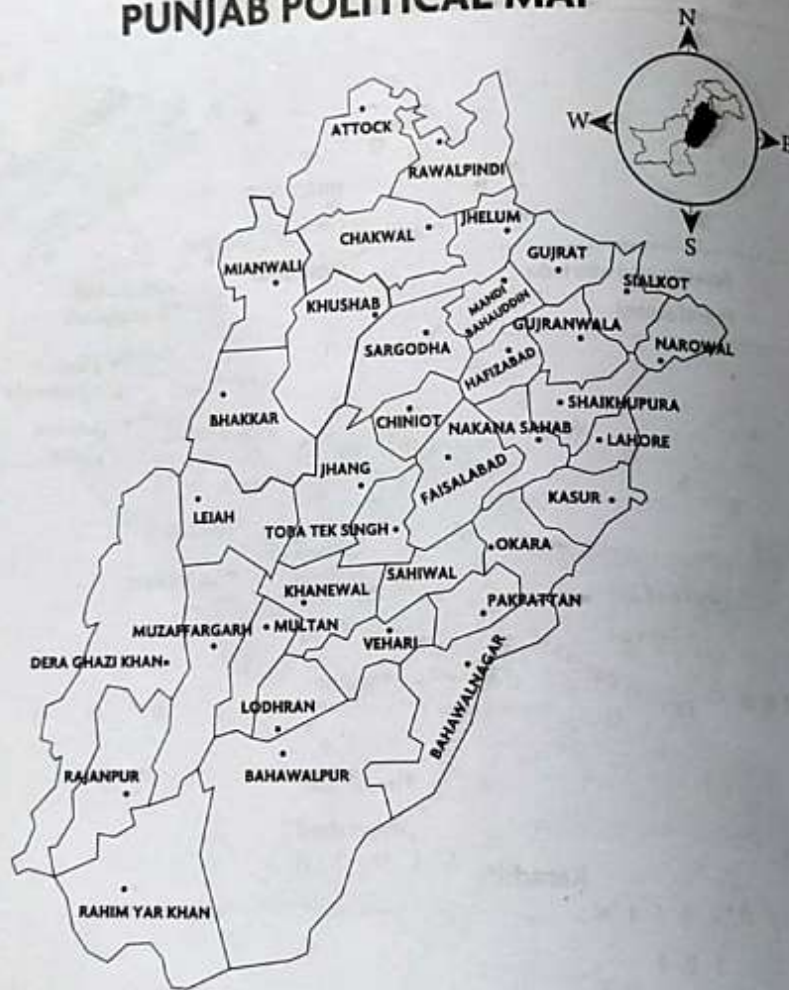 PUNJAB POLITICAL MAP
N
W
E
S
ATTOCK
RAWALPINDI
JHELUM
CHAKWAL
GUJRAT
MIANWALI
SIALKOT
KHUSHAB
MANDI
BAHAUDDIN
GUJRANWALA
SARGODHA
NAROWAL
HAFIZABAD
SHAIKHUPURA
BHAKKAR
CHINIOT
NAKANA SAHAB
LAHORE
JHANG
FAISALABAD
KASUR
LEIAH
TOBA TEK SINGH
OKARA
SAHIWAL
KHANEWAL
PAKPATTAN
MUZAFFARGARH
MULTAN
VEHARI
DERA GHAZI KHAN
BAHAWALNAGAR
LODHRAN
RAJANPUR
BAHAWALPUR
RAHIM YAR KHAN